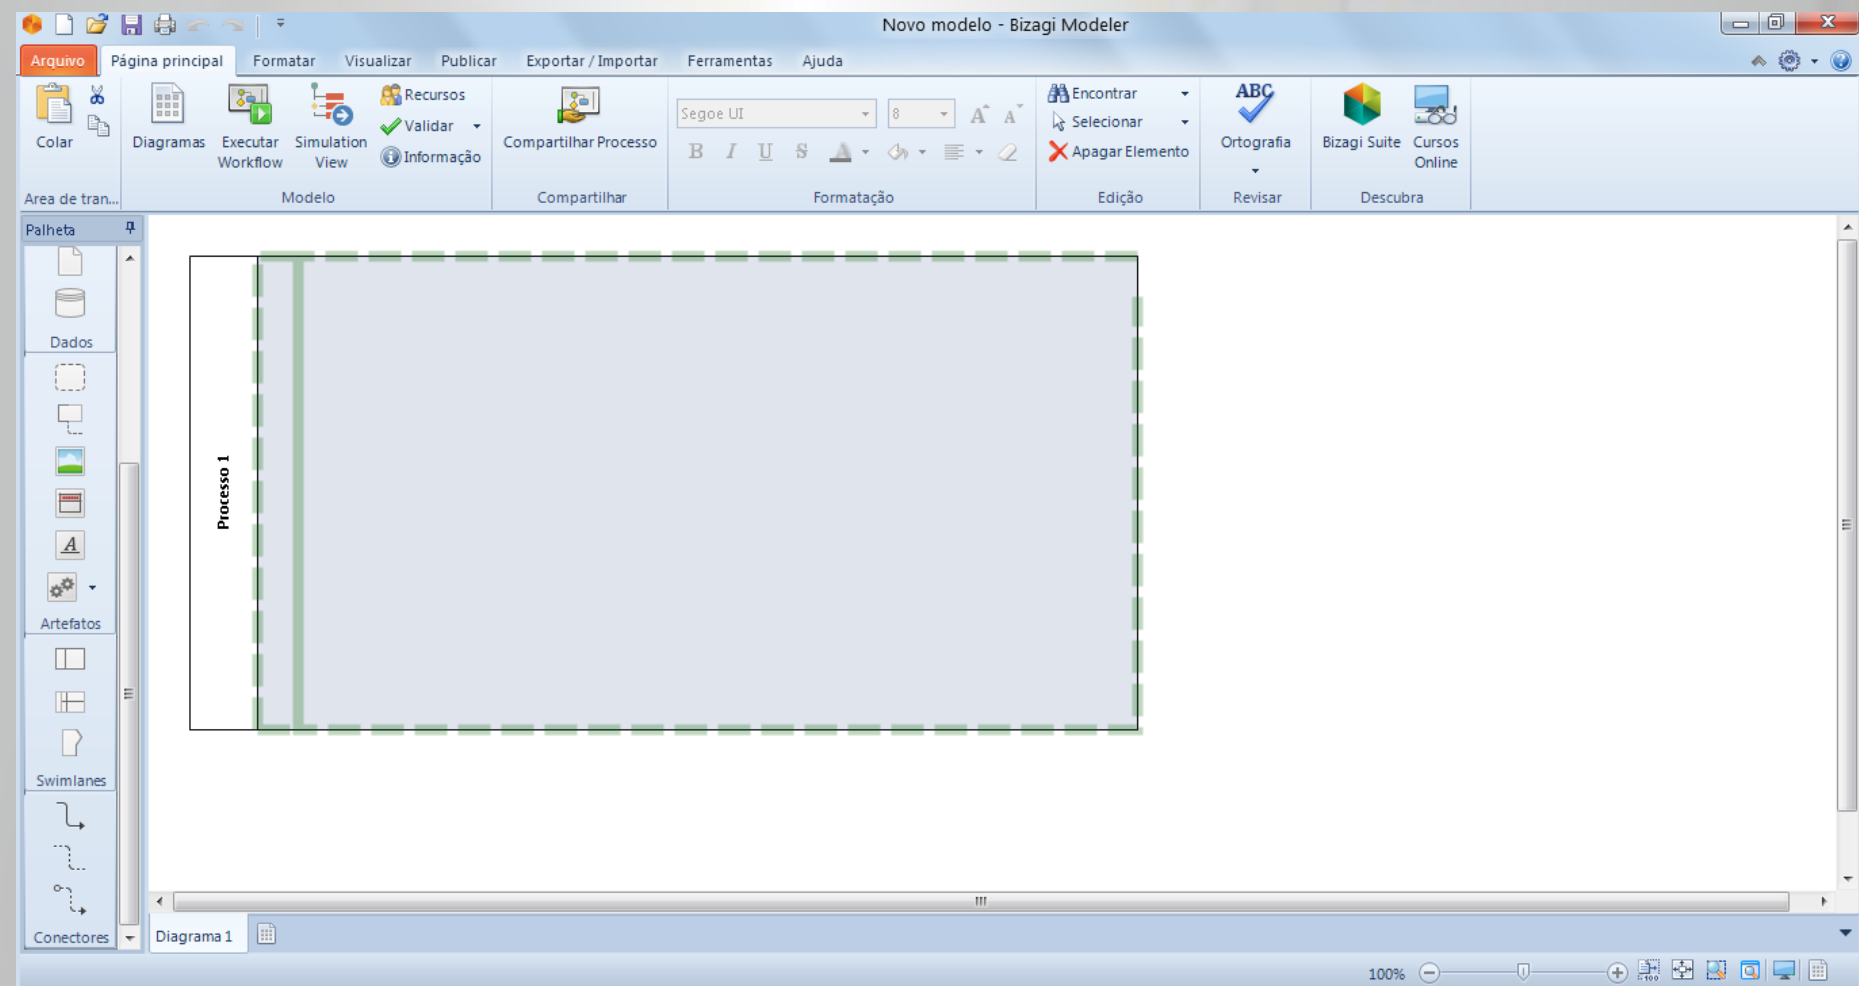 Novo modelo - Bizagi Modeler
Arquivo Página principal Formatar Visualizar Publicar Exportar / Importar Ferramentas Ajuda
Colar
Diagramas
Executar
Workflow
Simulation
View
Recursos
Validar
Informação
Compartilhar Processo
Segoe UI 8
A A
B I U S A
Encontrar
Selecionar
Apagar Elemento
ABC
Ortografia
Bizagi Suite
Cursos
Online
Area de tran... Modelo Compartilhar Formatação Edição Revisar Descubra
Palheta
Dados
A
Artefatos
Swimlanes
Conectores
Processo 1
Diagrama 1
100%